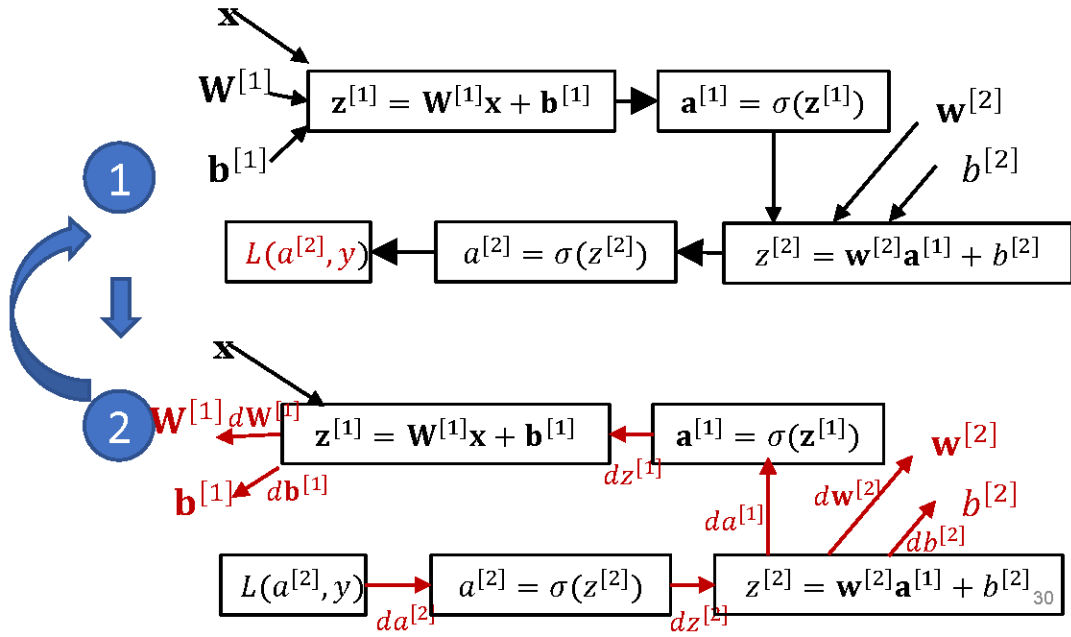 x
W^[1]
z^[1] = W^[1]x + b^[1]
a^[1] = σ(z^[1])
w^[2]
b^[1]
b^[2]
1
L(a^[2], y)
a^[2] = σ(z^[2])
z^[2] = w^[2]a^[1] + b^[2]
x
2
W^[1]
dW^[1]
z^[1] = W^[1]x + b^[1]
dz^[1]
a^[1] = σ(z^[1])
w^[2]
b^[1]
db^[1]
da^[1]
dw^[2]
b^[2]
db^[2]
L(a^[2], y)
da^[2]
a^[2] = σ(z^[2])
dz^[2]
z^[2] = w^[2]a^[1] + b^[2]
30